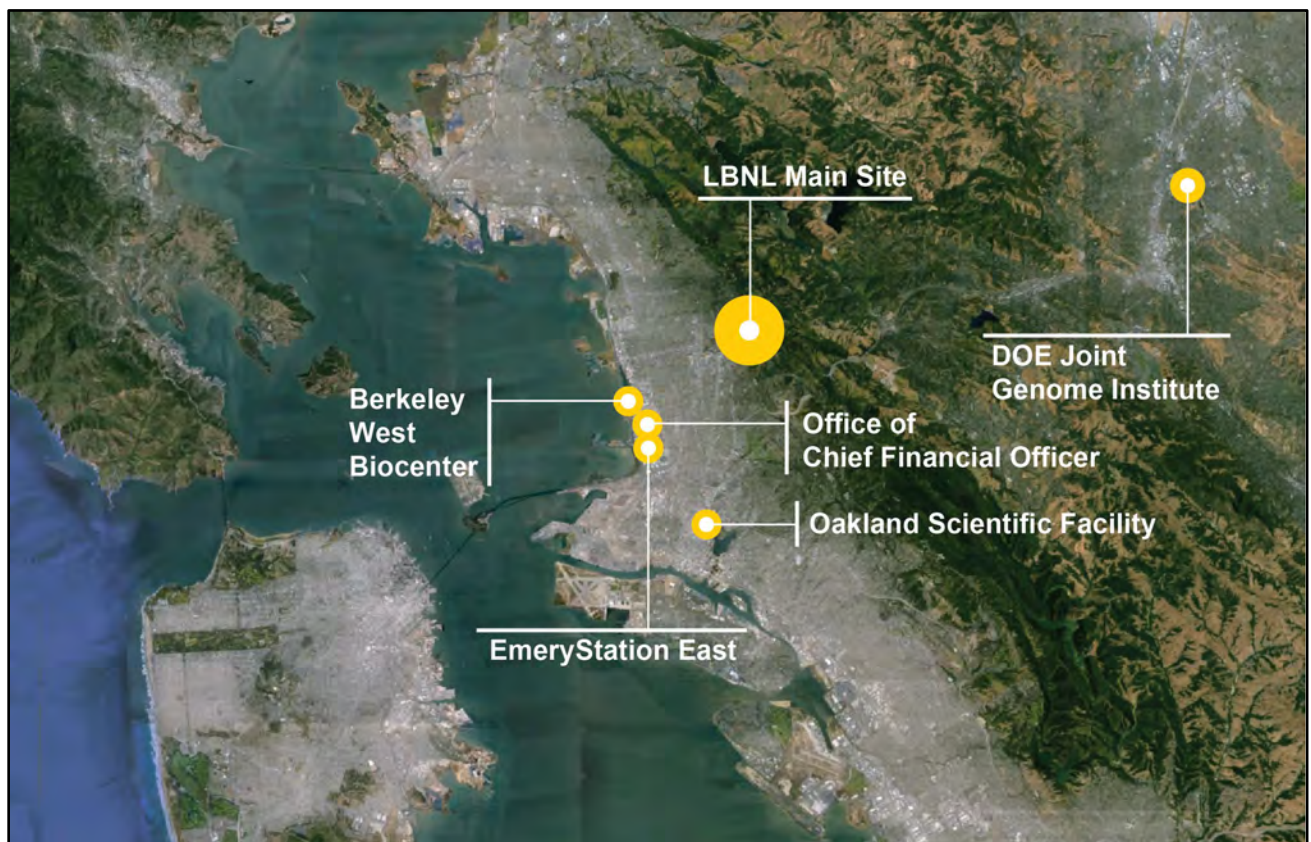 LBNL Main Site
DOE Joint
Genome Institute
Berkeley
West
Biocenter
Office of
Chief Financial Officer
Oakland Scientific Facility
EmeryStation East